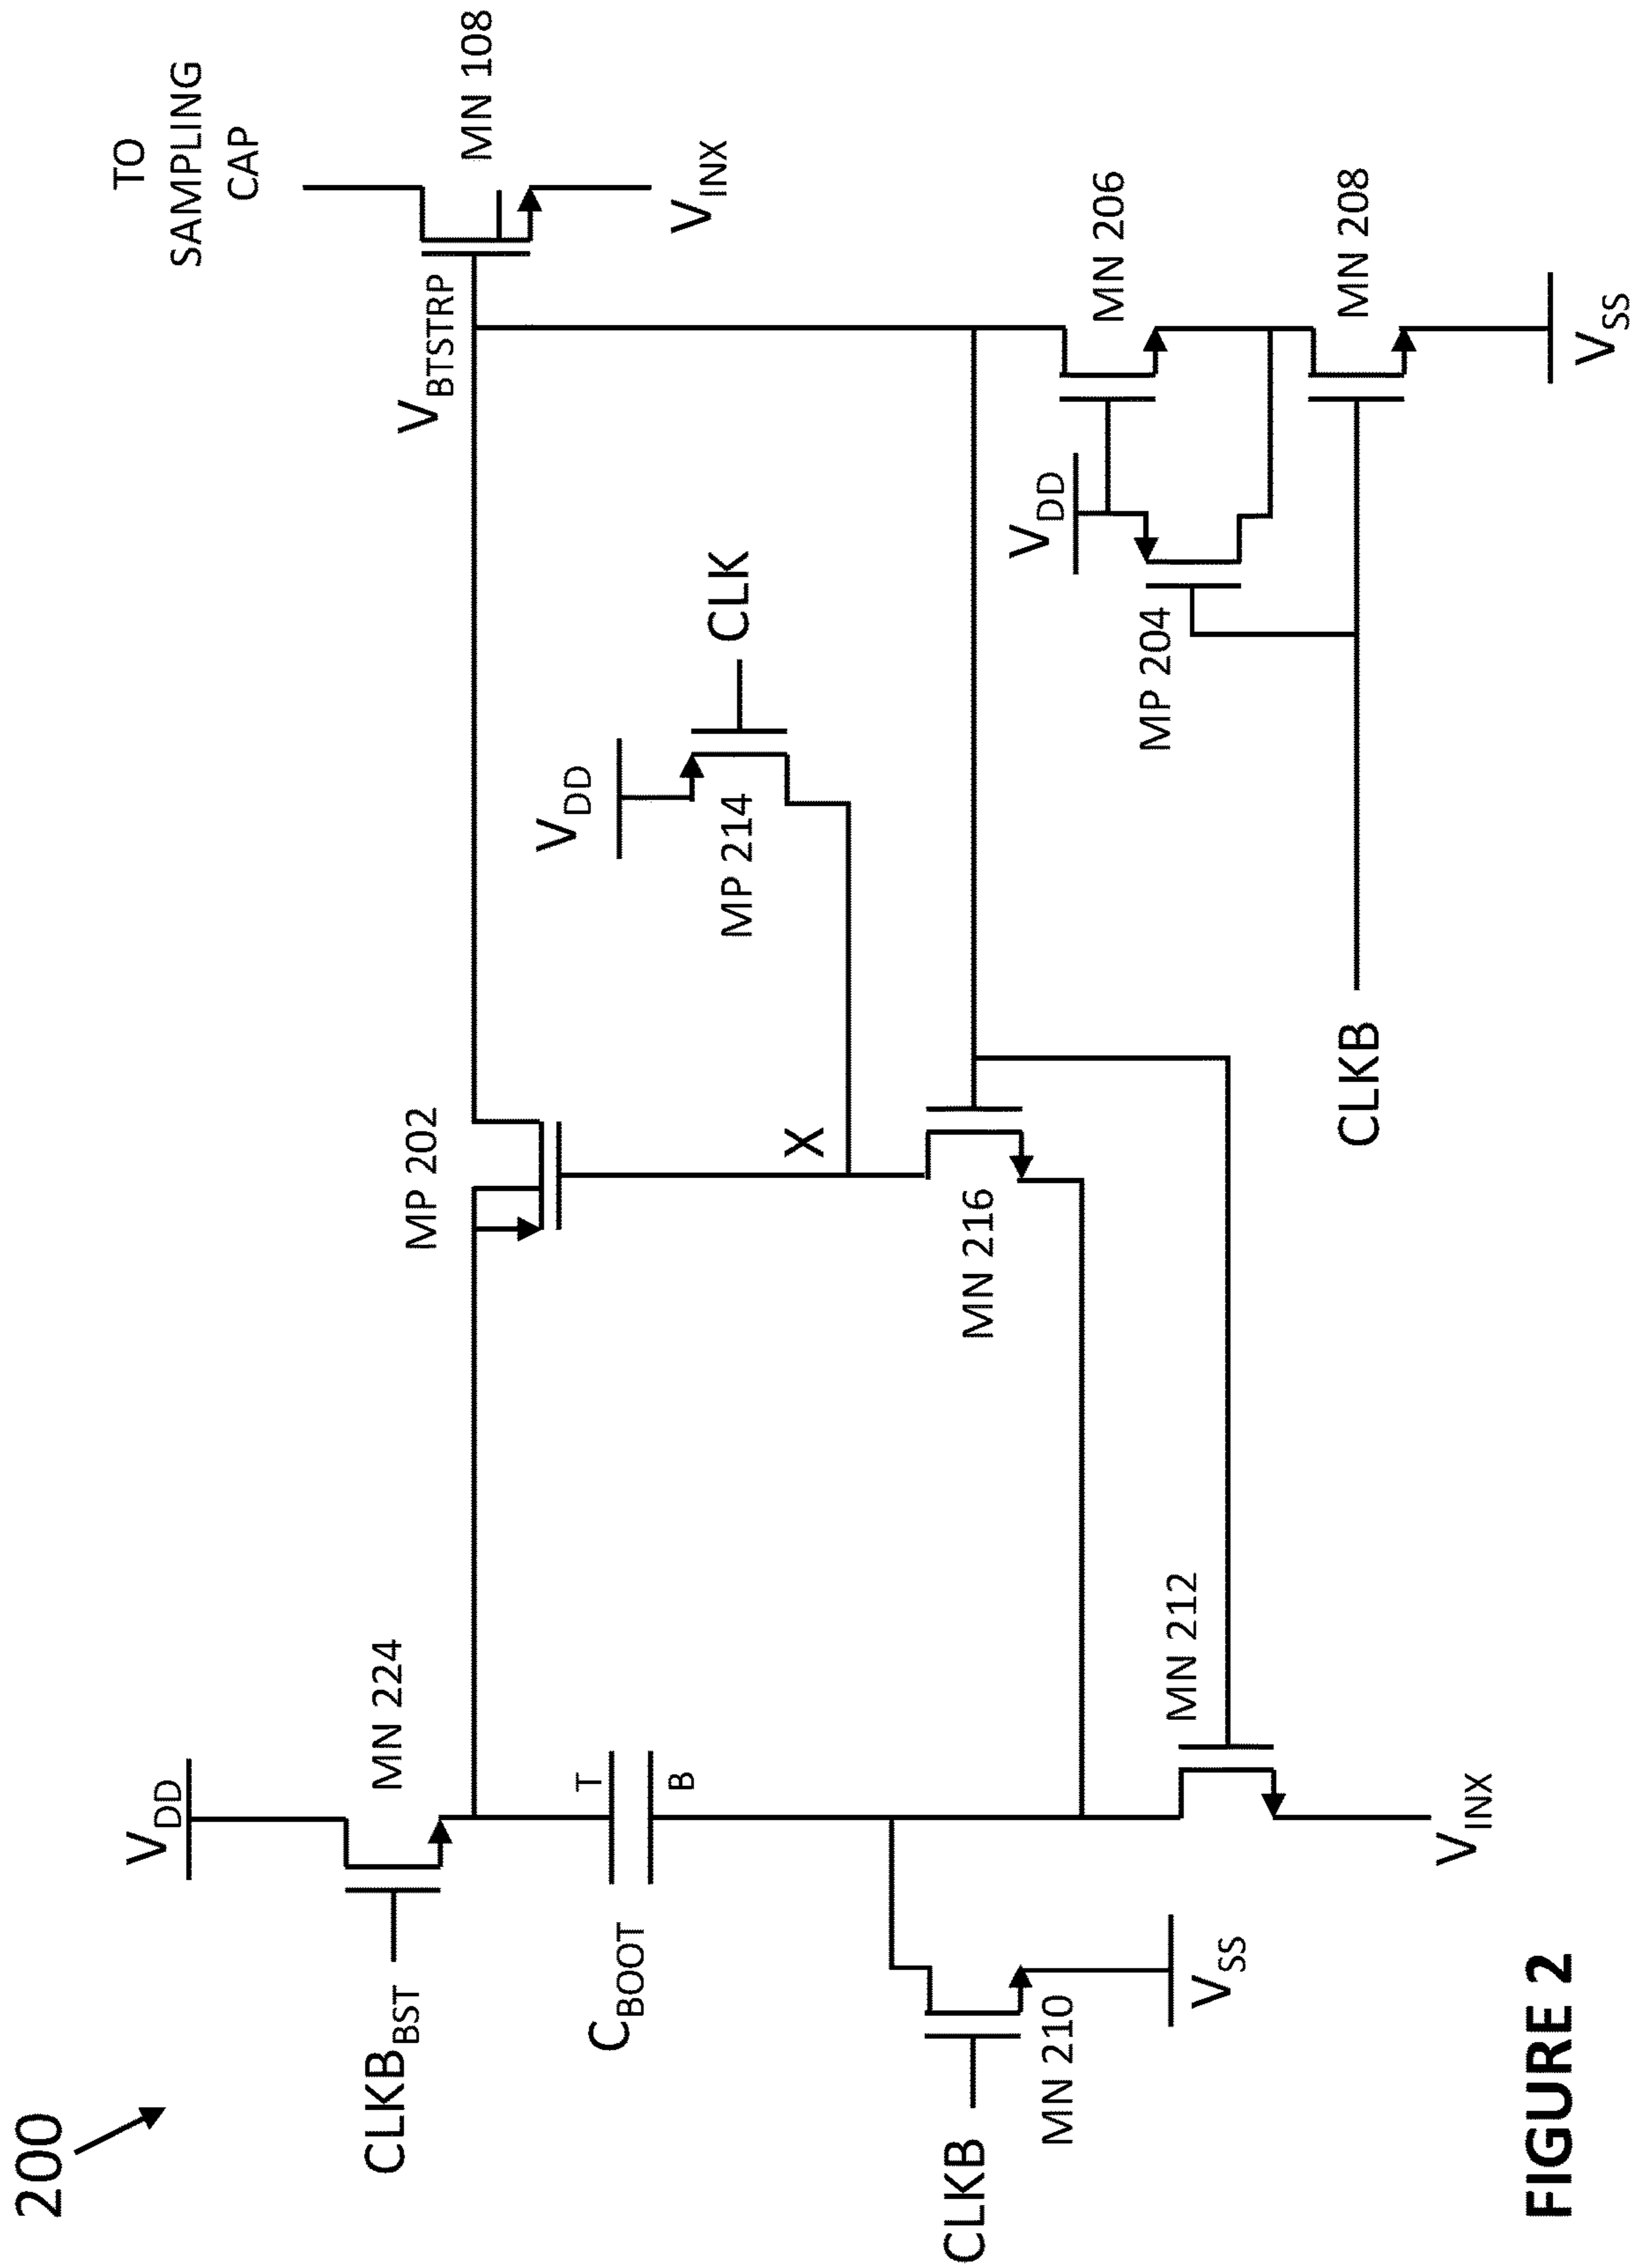 200
V_DD
MN 224
CLKB_BST
C_BOOT
T
B
CLKB
MN 210
V_SS
MN 212
V_INX
MP 202
X
MN 216
V_DD
MP 214
CLK
V_BTSTRP
TO
SAMPLING
CAP
MN 108
V_INX
V_DD
MP 204
MN 206
MN 208
V_SS
CLKB
FIGURE 2